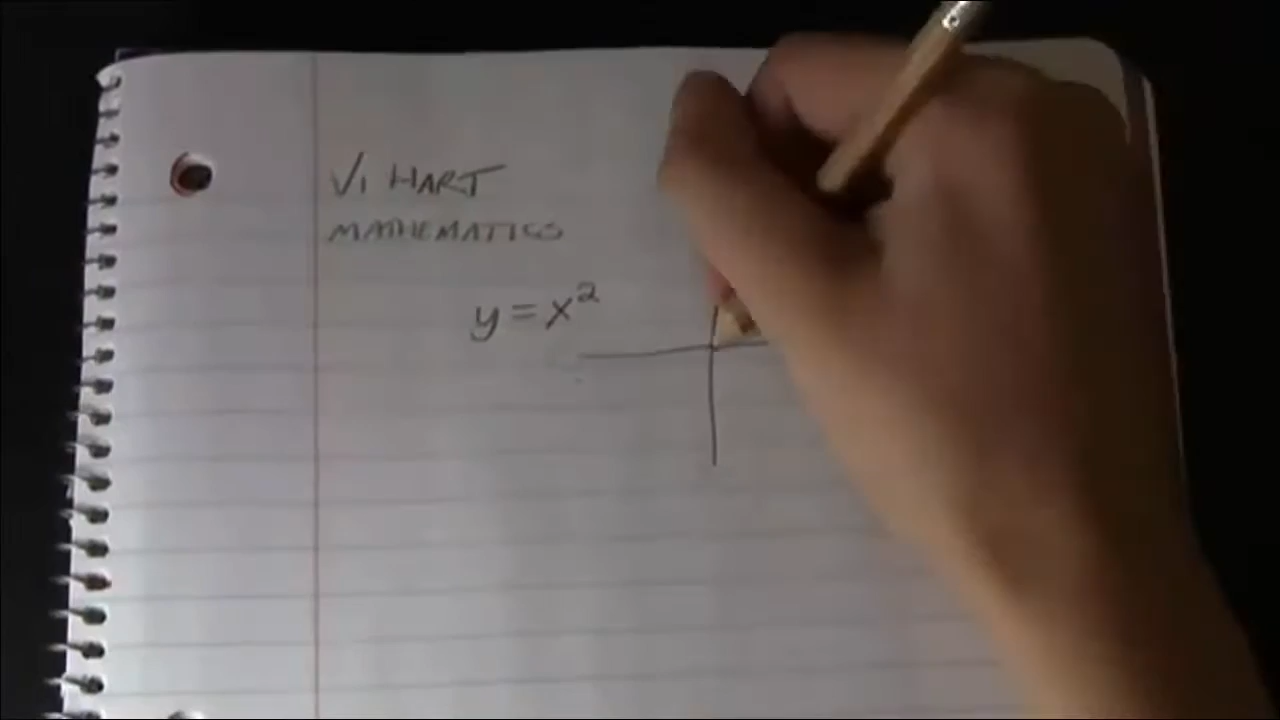 Vi HART
MATHEMATICS
y = x²